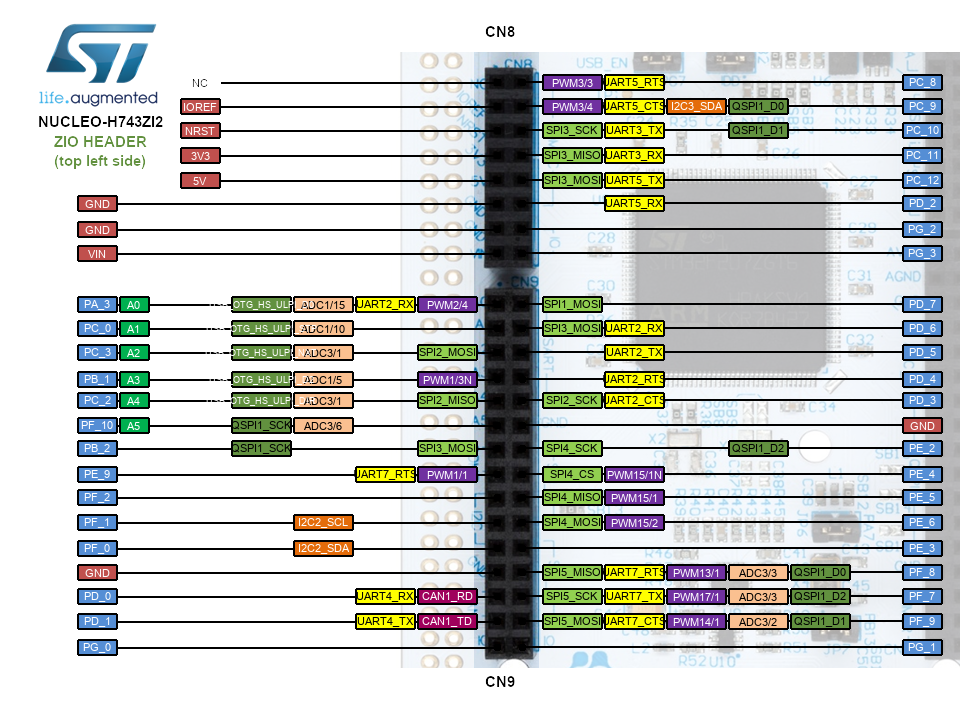 CN8
life.augmented
NUCLEO-H743ZI2
ZIO HEADER
(top left side)
NC PWM3/3 UART5_RTS PC_8
IOREF PWM3/4 UART5_CTS I2C3_SDA QSPI1_D0 PC_9
NRST SPI3_SCK UART3_TX QSPI1_D1 PC_10
3V3 SPI3_MISO UART3_RX PC_11
5V SPI3_MOSI UART5_TX PC_12
GND UART5_RX PD_2
GND PG_2
VIN PG_3
PA_3 A0 OTG_HS_ULP ADC1/15 UART2_RX PWM2/4 SPI1_MOSI PD_7
PC_0 A1 OTG_HS_ULP ADC1/10 SPI3_MOSI UART2_RX PD_6
PC_3 A2 OTG_HS_ULP ADC3/1 SPI2_MOSI UART2_TX PD_5
PB_1 A3 OTG_HS_ULP ADC1/5 PWM1/3N UART2_RTS PD_4
PC_2 A4 OTG_HS_ULP ADC3/1 SPI2_MISO SPI2_SCK UART2_CTS PD_3
PF_10 A5 QSPI1_SCK ADC3/6 GND
PB_2 QSPI1_SCK SPI3_MOSI SPI4_SCK QSPI1_D2 PE_2
PE_9 UART7_RTS PWM1/1 SPI4_CS PWM15/1N PE_4
PF_2 SPI4_MISO PWM15/1 PE_5
PF_1 I2C2_SCL SPI4_MOSI PWM15/2 PE_6
PF_0 I2C2_SDA PE_3
GND SPI5_MISO UART7_RTS PWM13/1 ADC3/3 QSPI1_D0 PF_8
PD_0 UART4_RX CAN1_RD SPI5_SCK UART7_TX PWM17/1 ADC3/3 QSPI1_D2 PF_7
PD_1 UART4_TX CAN1_TD SPI5_MOSI UART7_CTS PWM14/1 ADC3/2 QSPI1_D1 PF_9
PG_0 PG_1
CN9